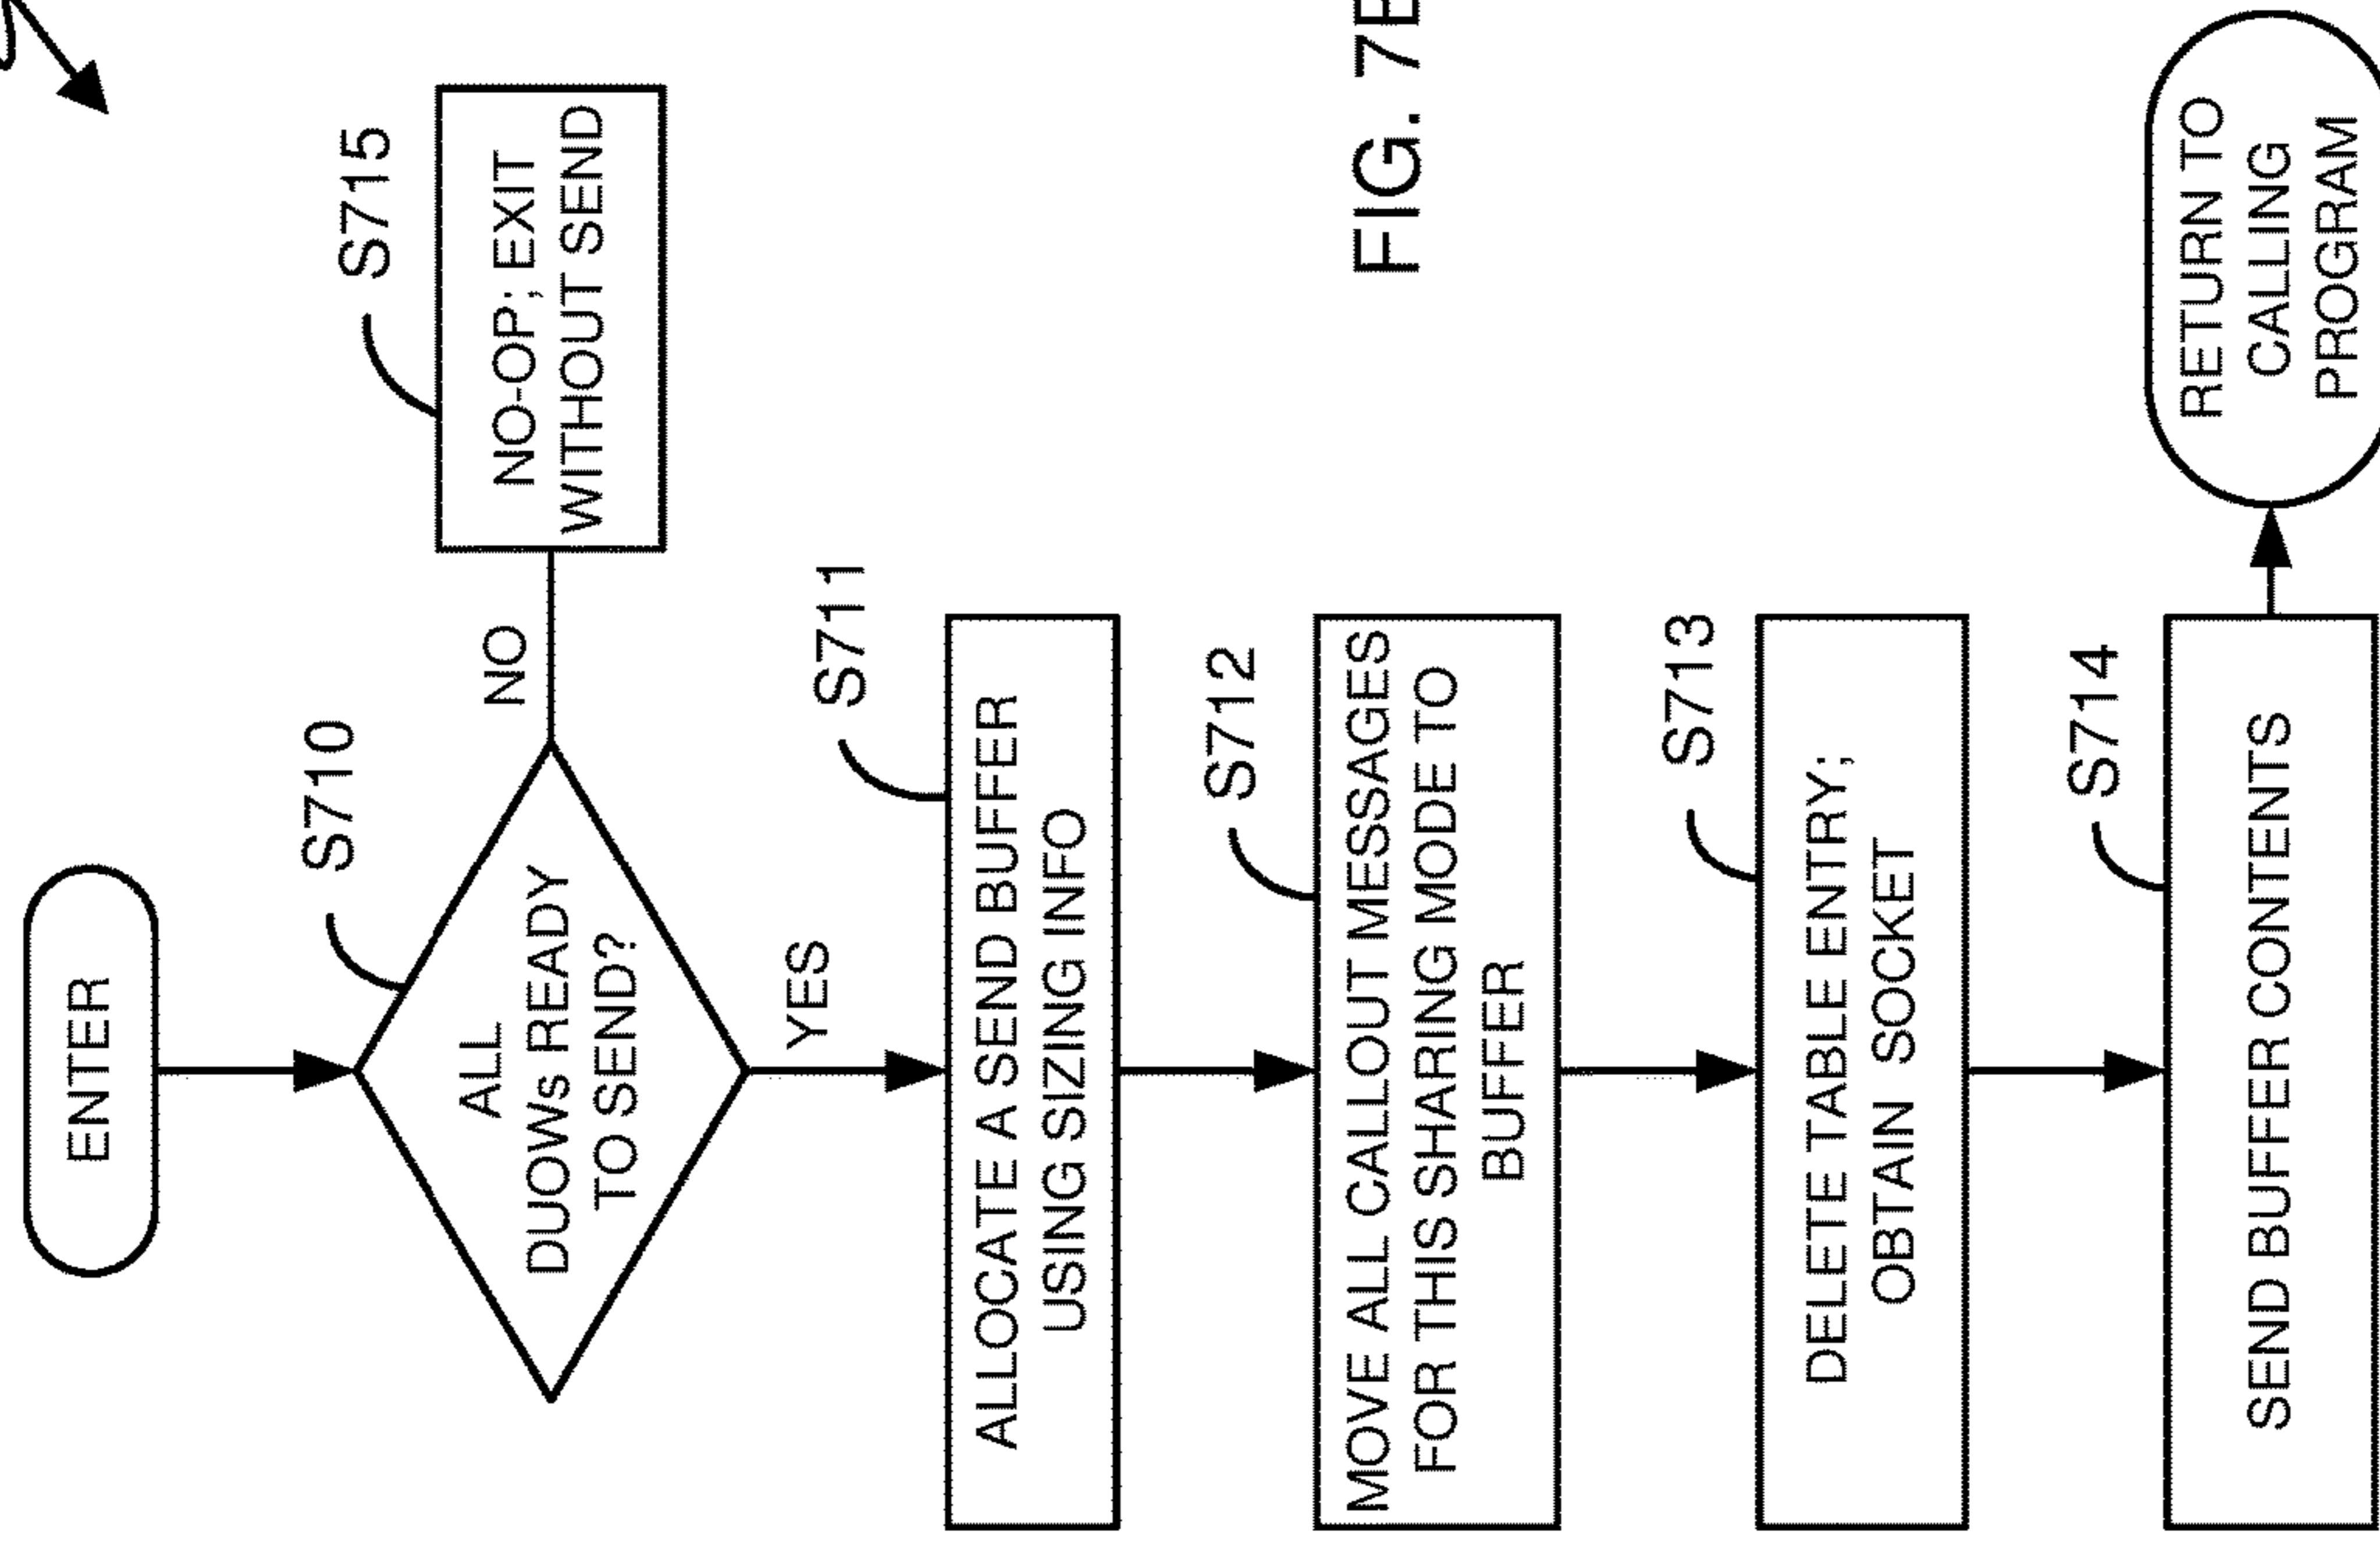 ENTER
S710
ALL
DUOWs READY
TO SEND?
NO
S715
NO-OP; EXIT
WITHOUT SEND
YES
S711
ALLOCATE A SEND BUFFER
USING SIZING INFO
S712
MOVE ALL CALLOUT MESSAGES
FOR THIS SHARING MODE TO
BUFFER
S713
DELETE TABLE ENTRY;
OBTAIN SOCKET
S714
SEND BUFFER CONTENTS
RETURN TO
CALLING
PROGRAM
FIG. 7B